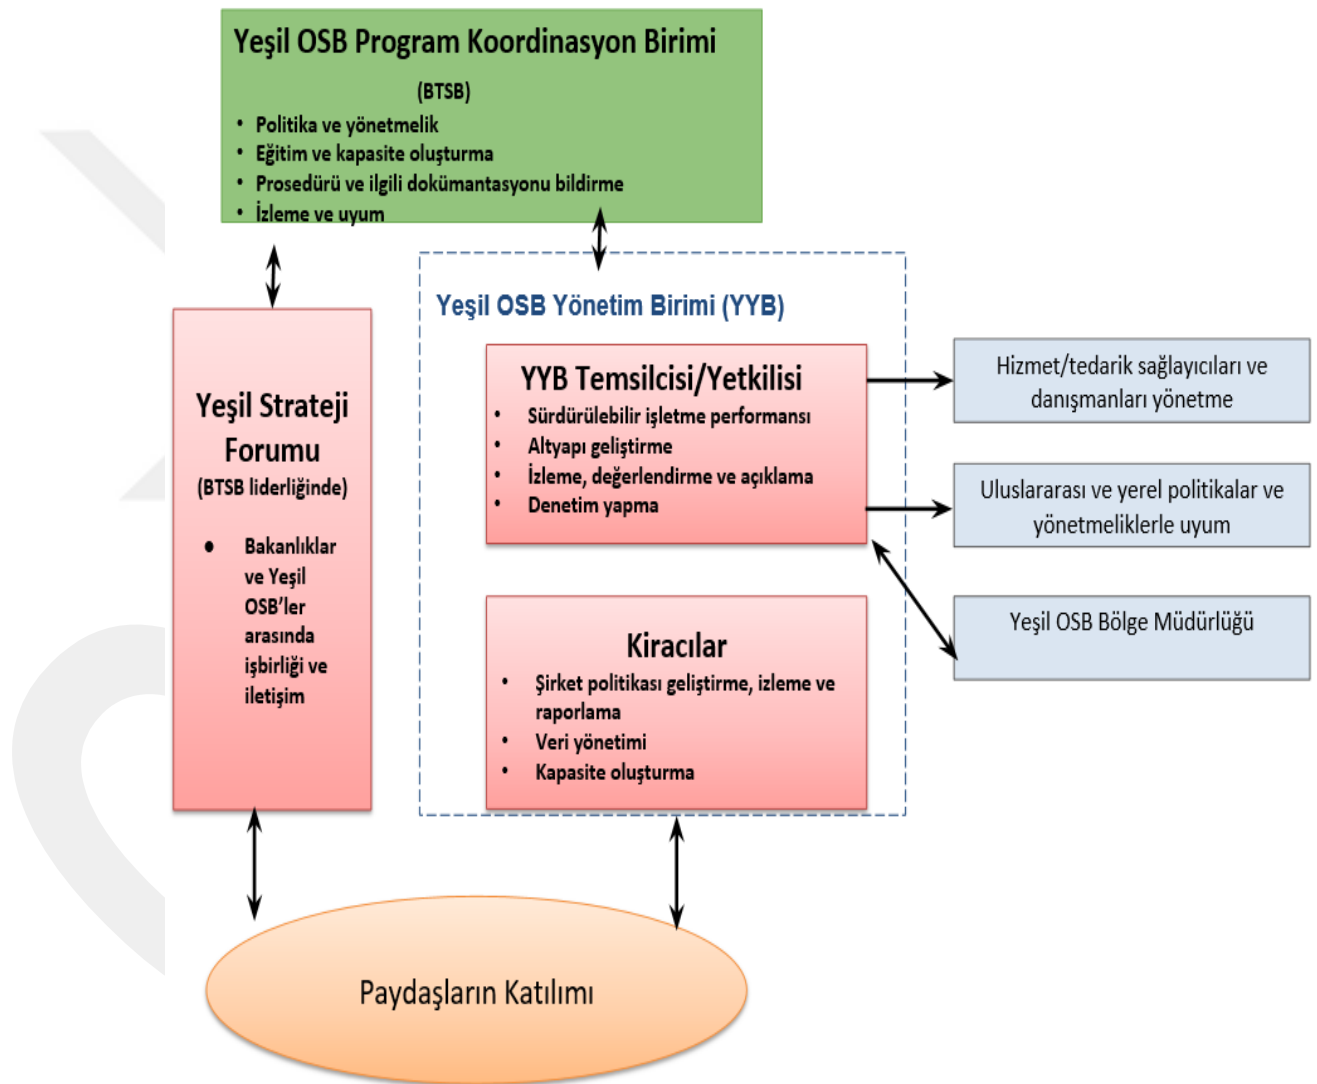 Yeşil OSB Program Koordinasyon Birimi
(BTSB)
• Politika ve yönetmelik
• Eğitim ve kapasite oluşturma
• Prosedürü ve ilgili dokümantasyonu bildirme
• İzleme ve uyum
Yeşil Strateji
Forumu
(BTSB liderliğinde)
• Bakanlıklar
ve Yeşil
OSB’ler
arasında
işbirliği ve
iletişim
Yeşil OSB Yönetim Birimi (YYB)
YYB Temsilcisi/Yetkilisi
• Sürdürülebilir işletme performansı
• Altyapı geliştirme
• İzleme, değerlendirme ve açıklama
• Denetim yapma
Kiracılar
• Şirket politikası geliştirme, izleme ve
raporlama
• Veri yönetimi
• Kapasite oluşturma
Hizmet/tedarik sağlayıcıları ve
danışmanları yönetme
Uluslararası ve yerel politikalar ve
yönetmeliklerle uyum
Yeşil OSB Bölge Müdürlüğü
Paydaşların Katılımı